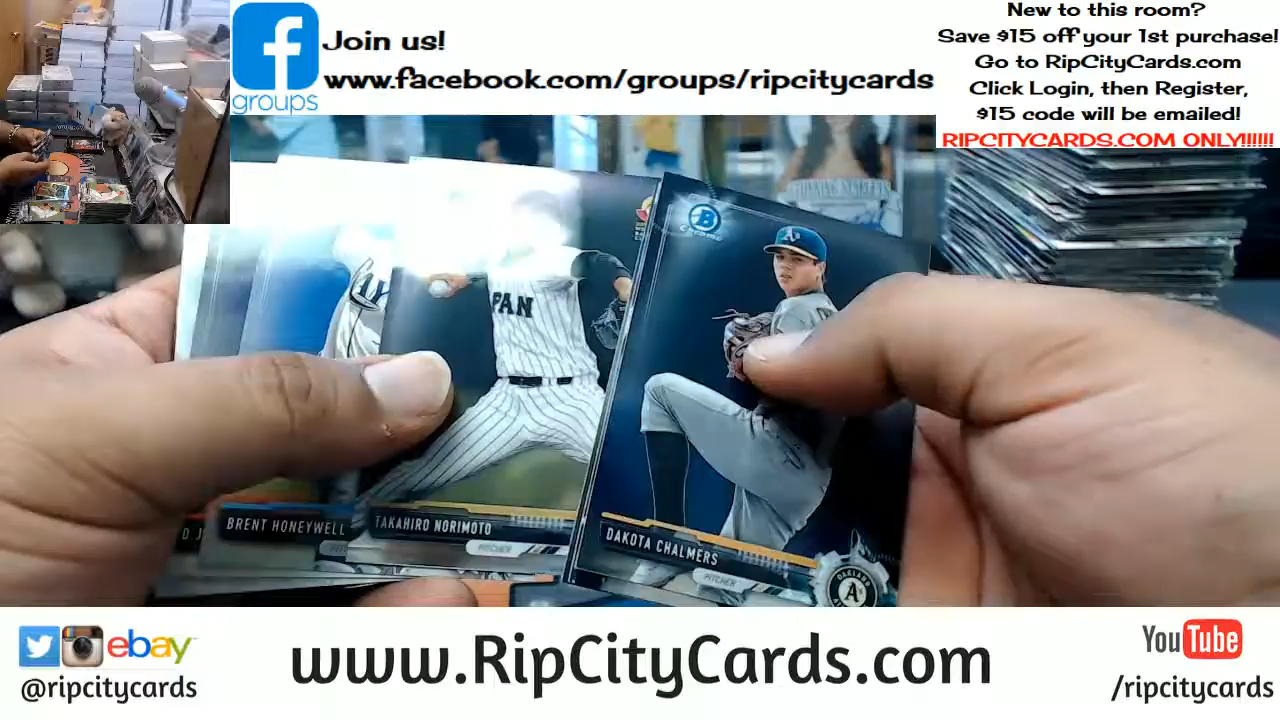 Join us!
www.facebook.com/groups/ripcitycards
groups
New to this room?
Save $15 off your 1st purchase!
Go to RipCityCards.com
Click Login, then Register,
$15 code will be emailed!
RIPCITYCARDS.COM ONLY!!!!!!
B
Chrome
A's
PAN
BRENT HONEYWELL
TAKAHIRO NORIMOTO
PITCHER
DAKOTA CHALMERS
PITCHER
OAKLAND
A's
ebay
@ripcitycards
www.RipCityCards.com
YouTube
/ripcitycards